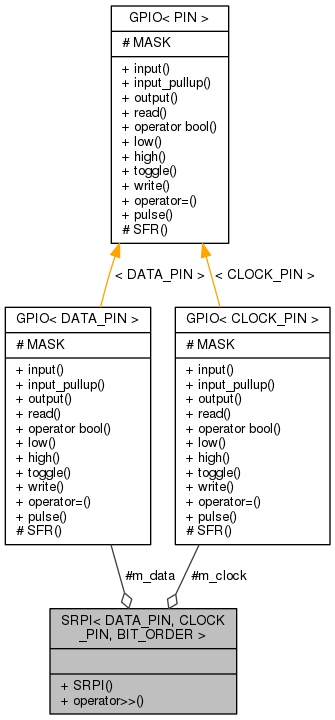 GPIO< PIN >
# MASK
+ input()
+ input_pullup()
+ output()
+ read()
+ operator bool()
+ low()
+ high()
+ toggle()
+ write()
+ operator=()
+ pulse()
# SFR()
< DATA_PIN >
< CLOCK_PIN >
GPIO< DATA_PIN >
# MASK
+ input()
+ input_pullup()
+ output()
+ read()
+ operator bool()
+ low()
+ high()
+ toggle()
+ write()
+ operator=()
+ pulse()
# SFR()
GPIO< CLOCK_PIN >
# MASK
+ input()
+ input_pullup()
+ output()
+ read()
+ operator bool()
+ low()
+ high()
+ toggle()
+ write()
+ operator=()
+ pulse()
# SFR()
#m_data
#m_clock
SRPI< DATA_PIN, CLOCK
_PIN, BIT_ORDER >
+ SRPI()
+ operator>>()